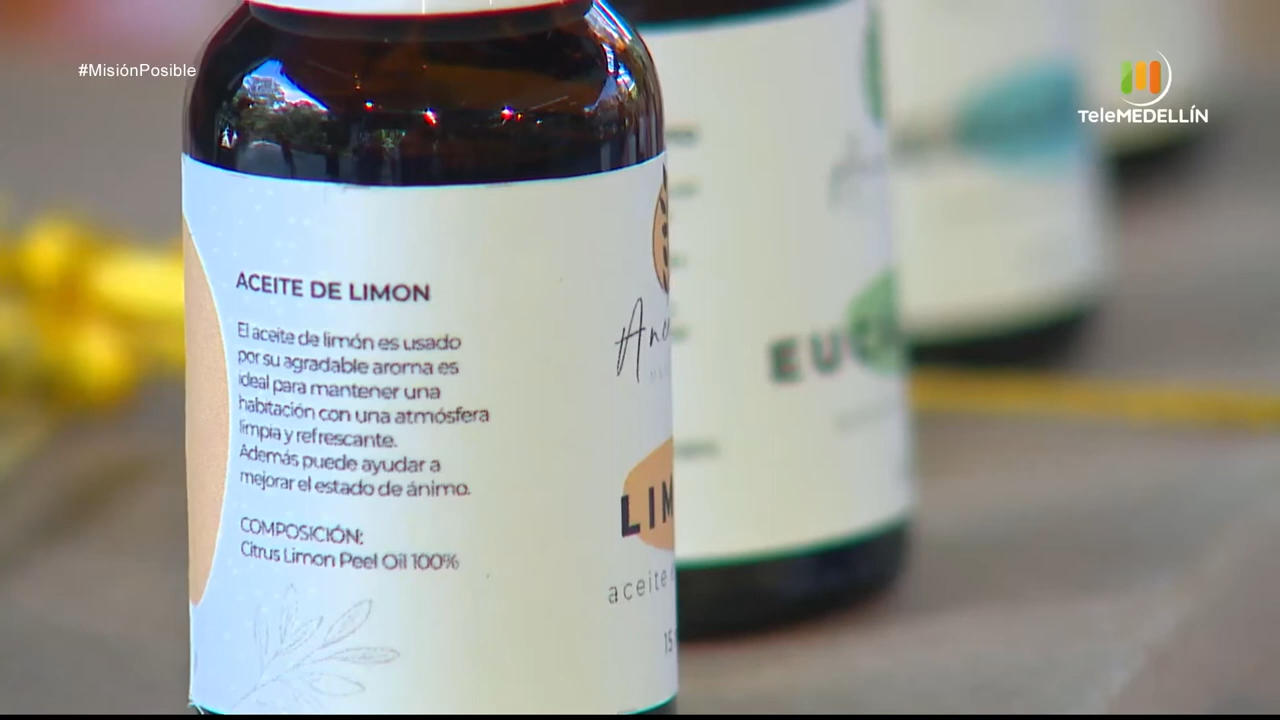 #MisiónPosible
TeleMEDELLÍN
ACEITE DE LIMON
El aceite de limón es usado
por su agradable aroma es
ideal para mantener una
habitación con una atmósfera
limpia y refrescante.
Además puede ayudar a
mejorar el estado de ánimo.
COMPOSICIÓN:
Citrus Limon Peel Oil 100%
LIM
aceite
15
EUC